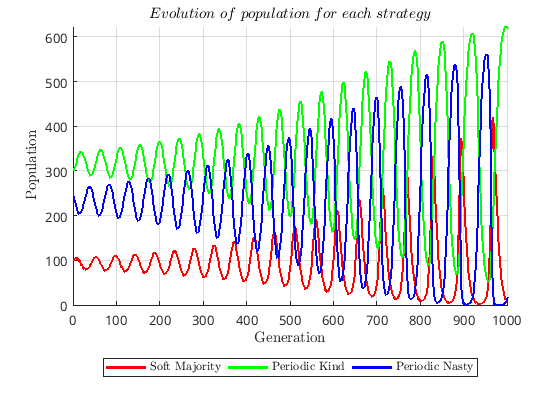 Evolution of population for each strategy
600
500
400
300
200
100
0
Population
0 100 200 300 400 500 600 700 800 900 1000
Generation
Soft Majority Periodic Kind Periodic Nasty